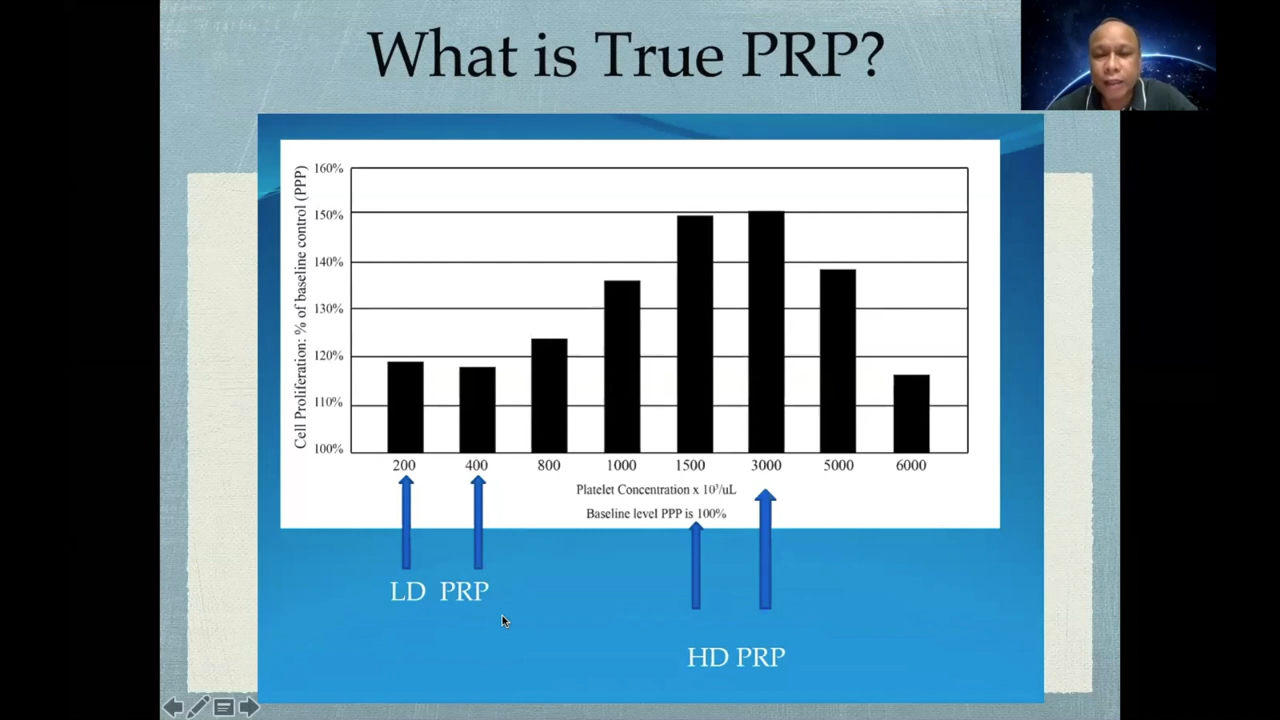 What is True PRP?
Cell Proliferation: % of baseline control (PPP)
160%
150%
140%
130%
120%
110%
100%
200 400 800 1000 1500 3000 5000 6000
Platelet Concentration x 10³/uL
Baseline level PPP is 100%
LD PRP
HD PRP